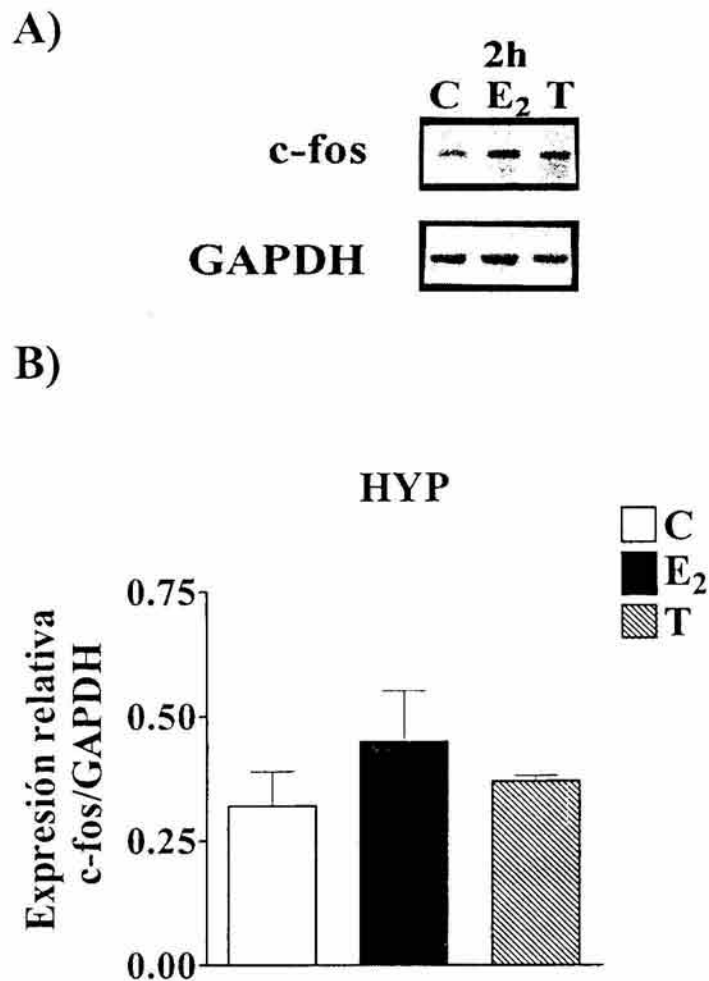 A)
2h
C E₂ T
c-fos
GAPDH
B)
HYP
C
E₂
T
Expresión relativa
c-fos/GAPDH
0.75
0.50
0.25
0.00